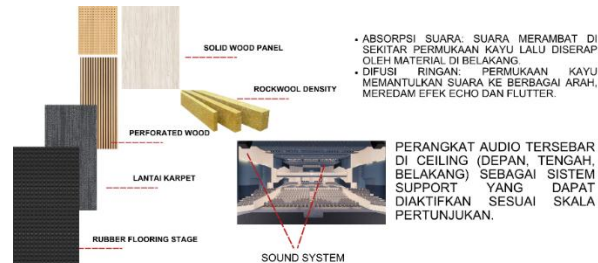 SOLID WOOD PANEL
ROCKWOOL DENSITY
PERFORATED WOOD
LANTAI KARPET
RUBBER FLOORING STAGE
• ABSORPSI SUARA: SUARA MERAMBAT DI
SEKITAR PERMUKAAN KAYU LALU DISERAP
OLEH MATERIAL DI BELAKANG.
• DIFUSI RINGAN: PERMUKAAN KAYU
MEMANTULKAN SUARA KE BERBAGAI ARAH,
MEREDAM EFEK ECHO DAN FLUTTER.
PERANGKAT AUDIO TERSEBAR
DI CEILING (DEPAN, TENGAH,
BELAKANG) SEBAGAI SISTEM
SUPPORT YANG DAPAT
DIAKTIFKAN SESUAI SKALA
PERTUNJUKAN.
SOUND SYSTEM